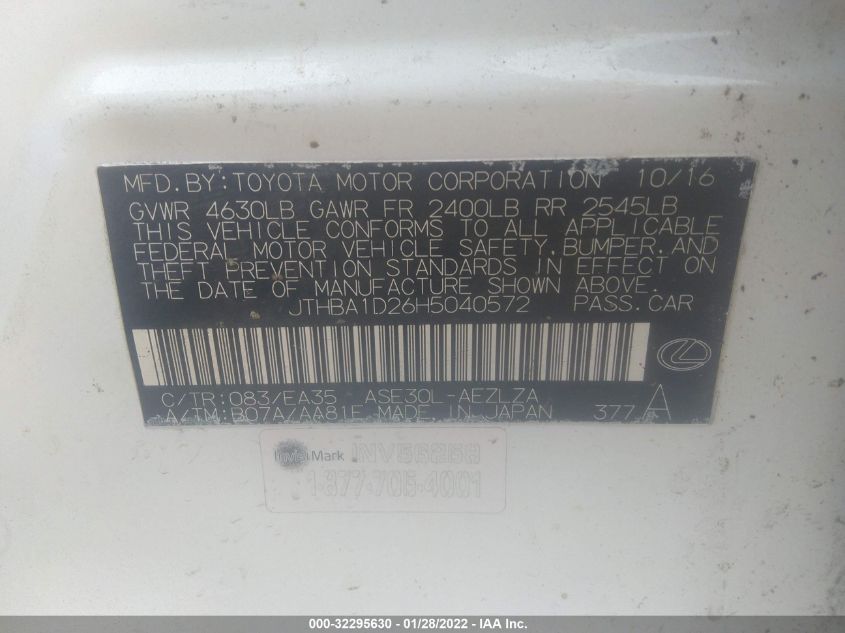 MFD. BY: TOYOTA MOTOR CORPORATION 10/16
GVWR 4630LB GAWR FR 2400LB RR 2545LB
THIS VEHICLE CONFORMS TO ALL APPLICABLE
FEDERAL MOTOR VEHICLE SAFETY, BUMPER, AND
THEFT PREVENTION STANDARDS IN EFFECT ON
THE DATE OF MANUFACTURE SHOWN ABOVE.
JTHBA1D26H5040572 PASS. CAR
C/TR: 083/EA35 ASE30L-AEZLZA
A/TM: B07A/AA81E MADE IN JAPAN 377 A
InvisiMark INV56253
1-877-705-4001
000-32295630 - 01/28/2022 - IAA Inc.